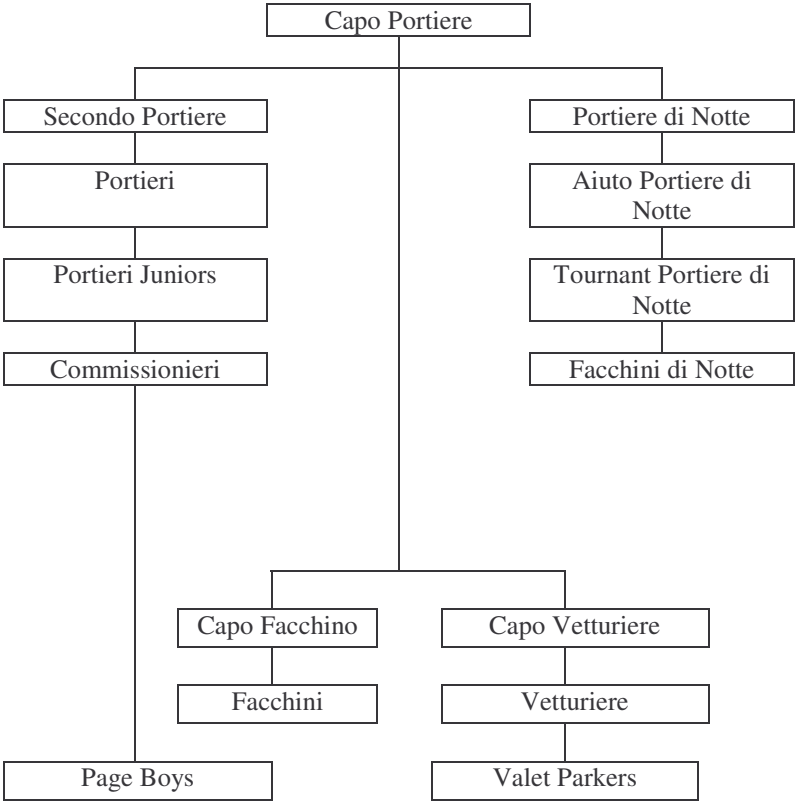 Capo Portiere
Secondo Portiere
Portiere di Notte
Portieri
Aiuto Portiere di
Notte
Portieri Juniors
Tournant Portiere di
Notte
Commissionieri
Facchini di Notte
Capo Facchino
Capo Vetturiere
Facchini
Vetturiere
Page Boys
Valet Parkers